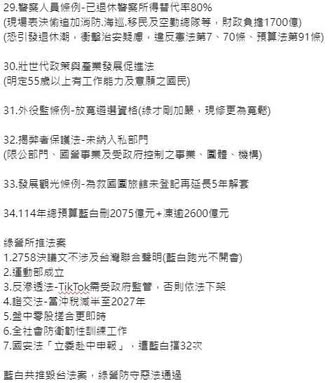 29.警察人員條例-已退休警察所得替代率80%
(現場表決偷追加消防.海巡.移民及空勤總隊等，財政負擔1700億)
(恐引發退休潮，衝擊治安疑慮，違反憲法第7、70條、預算法第91條)
30.壯世代政策與產業發展促進法
(明定55歲以上有工作能力及意願之國民)
31.外役監條例-放寬遴選資格(綠才剛加嚴，現修更為寬鬆)
32.揭弊者保護法-未納入私部門
(限公部門、國營事業及受政府控制之事業、團體、機構)
33.發展觀光條例-為救國團旅館未登記再延長5年解套
34.114年總預算藍白刪2075億元+凍逾2600億元
綠營所推法案
1.2758決議文不涉及台灣聯合聲明(藍白跑光不開會)
2.運動部成立
3.反滲透法-TikTok需受政府監管，否則依法下架
4.證交法-當沖稅減半至2027年
5.盤中零股搓合更即時
6.全社會防衛韌性訓練工作
7.國安法「立委赴中申報」，遭藍白擋32次
藍白共推毀台法案，綠營防守惡法通過